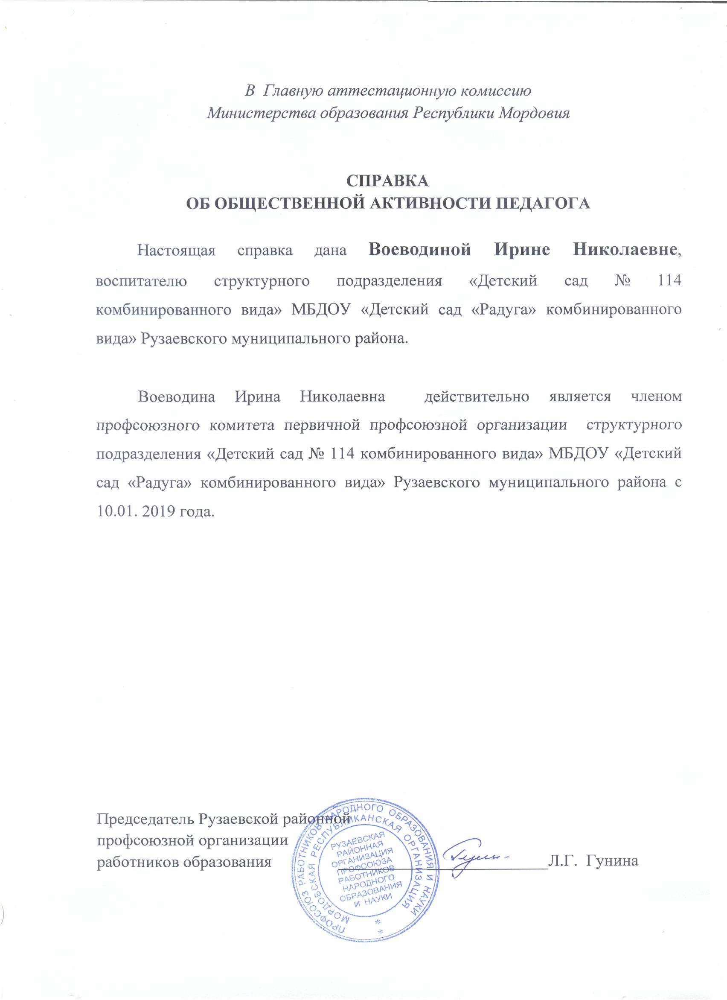 В  Главную аттестационную комиссию
Министерства образования Республики Мордовия
СПРАВКА
ОБ ОБЩЕСТВЕННОЙ АКТИВНОСТИ ПЕДАГОГА
Настоящая справка дана Воеводиной Ирине Николаевне,
воспитателю структурного подразделения «Детский сад № 114
комбинированного вида» МБДОУ «Детский сад «Радуга» комбинированного
вида» Рузаевского муниципального района.
Воеводина Ирина Николаевна  действительно является членом
профсоюзного комитета первичной профсоюзной организации  структурного
подразделения «Детский сад № 114 комбинированного вида» МБДОУ «Детский
сад «Радуга» комбинированного вида» Рузаевского муниципального района с
10.01. 2019 года.
Председатель Рузаевской районной
профсоюзной организации
работников образования Л.Г.  Гунина
ПРОФСОЮЗ РАБОТНИКОВ НАРОДНОГО ОБРАЗОВАНИЯ И НАУКИ
МОРДОВСКАЯ РЕСПУБЛИКАНСКАЯ ОРГАНИЗАЦИЯ
РУЗАЕВСКАЯ
РАЙОННАЯ
ОРГАНИЗАЦИЯ
ПРОФСОЮЗА
РАБОТНИКОВ
НАРОДНОГО
ОБРАЗОВАНИЯ
И НАУКИ